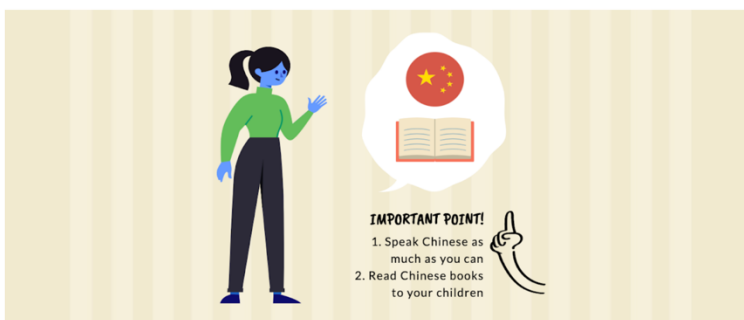 IMPORTANT POINT!
1. Speak Chinese as
much as you can
2. Read Chinese books
to your children